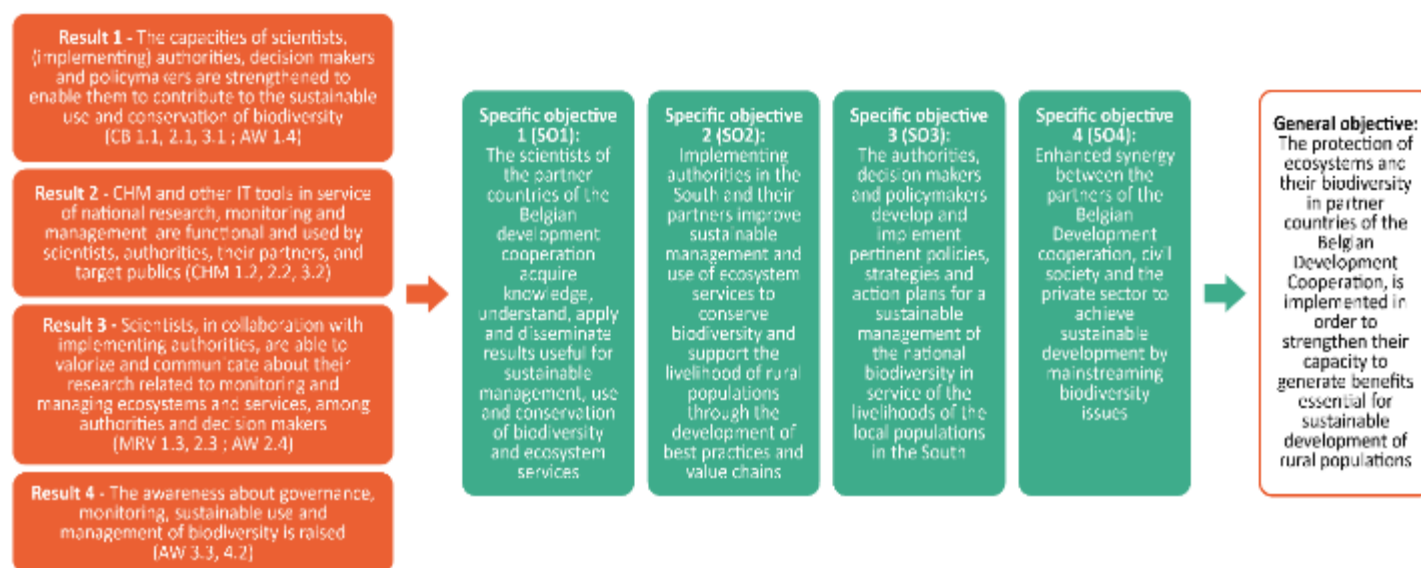 Result 1 - The capacities of scientists,
(implementing) authorities, decision makers
and policymakers are strengthened to
enable them to contribute to the sustainable
use and conservation of biodiversity
(CB 1.1, 2.1, 3.1 ; AW 1.4)
Result 2 - CHM and other IT tools in service
of national research, monitoring and
management are functional and used by
scientists, authorities, their partners, and
target publics (CHM 1.2, 2.2, 3.2)
Result 3 - Scientists, in collaboration with
implementing authorities, are able to
valorize and communicate about their
research related to monitoring and
managing ecosystems and services, among
authorities and decision makers
(MRV 1.3, 2.3 ; AW 2.4)
Result 4 - The awareness about governance,
monitoring, sustainable use and
management of biodiversity is raised
(AW 3.3, 4.2)
Specific objective
1 (SO1):
The scientists of
the partner
countries of the
Belgian
development
cooperation
acquire
knowledge,
understand, apply
and disseminate
results useful for
sustainable
management, use
and conservation
of biodiversity
and ecosystem
services
Specific objective
2 (SO2):
Implementing
authorities in the
South and their
partners improve
sustainable
management and
use of ecosystem
services to
conserve
biodiversity and
support the
livelihood of rural
populations
through the
development of
best practices and
value chains
Specific objective
3 (SO3):
The authorities,
decision makers
and policymakers
develop and
implement
pertinent policies,
strategies and
action plans for a
sustainable
management of
the national
biodiversity in
service of the
livelihoods of the
local populations
in the South
Specific objective
4 (SO4):
Enhanced synergy
between the
partners of the
Belgian
Development
cooperation, civil
society and the
private sector to
achieve
sustainable
development by
mainstreaming
biodiversity
issues
General objective:
The protection of
ecosystems and
their biodiversity
in partner
countries of the
Belgian
Development
Cooperation, is
implemented in
order to
strengthen their
capacity to
generate benefits
essential for
sustainable
development of
rural populations